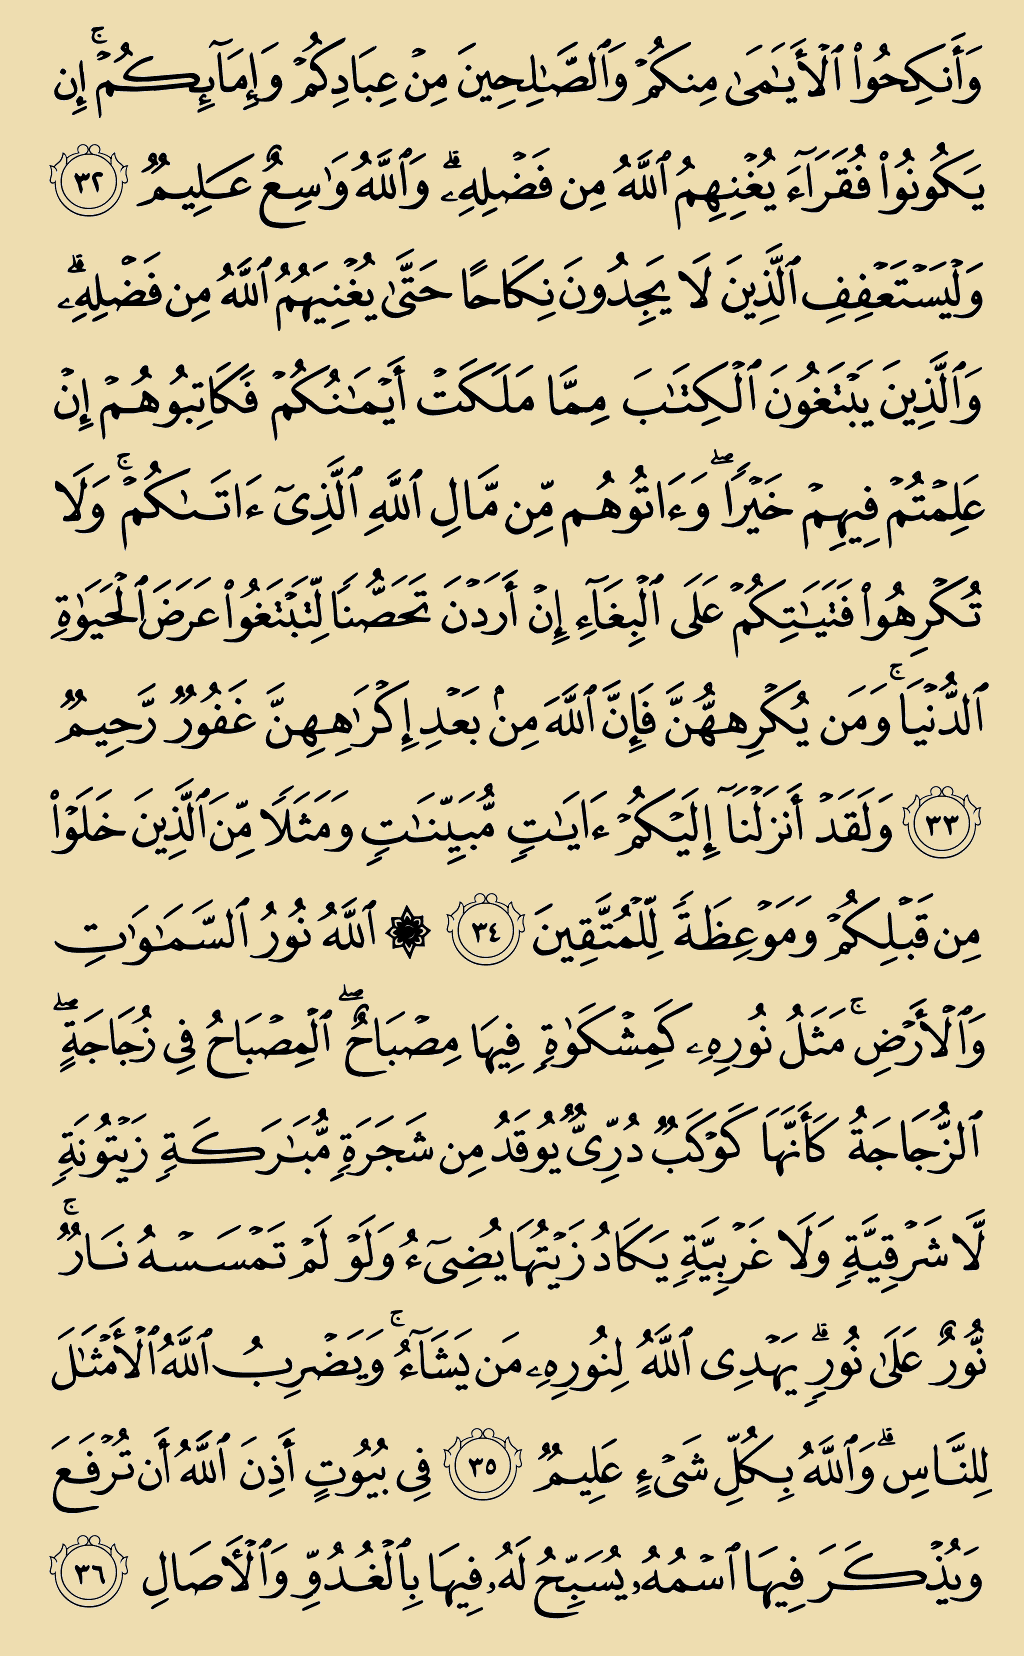 وَأَنكِحُوا۟ ٱلْأَيَـٰمَىٰ مِنكُمْ وَٱلصَّـٰلِحِينَ مِنْ عِبَادِكُمْ وَإِمَآئِكُمْ ۚ إِن
يَكُونُوا۟ فُقَرَآءَ يُغْنِهِمُ ٱللَّهُ مِن فَضْلِهِۦ ۗ وَٱللَّهُ وَٰسِعٌ عَلِيمٌ ٣٢
وَلْيَسْتَعْفِفِ ٱلَّذِينَ لَا يَجِدُونَ نِكَاحًا حَتَّىٰ يُغْنِيَهُمُ ٱللَّهُ مِن فَضْلِهِۦ ۗ
وَٱلَّذِينَ يَبْتَغُونَ ٱلْكِتَـٰبَ مِمَّا مَلَكَتْ أَيْمَـٰنُكُمْ فَكَاتِبُوهُمْ إِنْ
عَلِمْتُمْ فِيهِمْ خَيْرًا ۖ وَءَاتُوهُم مِّن مَّالِ ٱللَّهِ ٱلَّذِىٓ ءَاتَىٰكُمْ ۚ وَلَا
تُكْرِهُوا۟ فَتَيَـٰتِكُمْ عَلَى ٱلْبِغَآءِ إِنْ أَرَدْنَ تَحَصُّنًا لِّتَبْتَغُوا۟ عَرَضَ ٱلْحَيَوٰةِ
ٱلدُّنْيَا ۚ وَمَن يُكْرِههُّنَّ فَإِنَّ ٱللَّهَ مِنۢ بَعْدِ إِكْرَٰهِهِنَّ غَفُورٌ رَّحِيمٌ
٣٣ وَلَقَدْ أَنزَلْنَآ إِلَيْكُمْ ءَايَـٰتٍ مُّبَيِّنَـٰتٍ وَمَثَلًا مِّنَ ٱلَّذِينَ خَلَوْا۟
مِن قَبْلِكُمْ وَمَوْعِظَةً لِّلْمُتَّقِينَ ٣٤ ۞ ٱللَّهُ نُورُ ٱلسَّمَـٰوَٰتِ
وَٱلْأَرْضِ ۚ مَثَلُ نُورِهِۦ كَمِشْكَوٰةٍ فِيهَا مِصْبَاحٌ ۖ ٱلْمِصْبَاحُ فِى زُجَاجَةٍ ۖ
ٱلزُّجَاجَةُ كَأَنَّهَا كَوْكَبٌ دُرِّىٌّ يُوقَدُ مِن شَجَرَةٍ مُّبَـٰرَكَةٍ زَيْتُونَةٍ
لَّا شَرْقِيَّةٍ وَلَا غَرْبِيَّةٍ يَكَادُ زَيْتُهَا يُضِىٓءُ وَلَوْ لَمْ تَمْسَسْهُ نَارٌ ۚ
نُّورٌ عَلَىٰ نُورٍ ۗ يَهْدِى ٱللَّهُ لِنُورِهِۦ مَن يَشَآءُ ۚ وَيَضْرِبُ ٱللَّهُ ٱلْأَمْثَـٰلَ
لِلنَّاسِ ۗ وَٱللَّهُ بِكُلِّ شَىْءٍ عَلِيمٌ ٣٥ فِى بُيُوتٍ أَذِنَ ٱللَّهُ أَن تُرْفَعَ
وَيُذْكَرَ فِيهَا ٱسْمُهُۥ يُسَبِّحُ لَهُۥ فِيهَا بِٱلْغُدُوِّ وَٱلْـَٔاصَالِ ٣٦